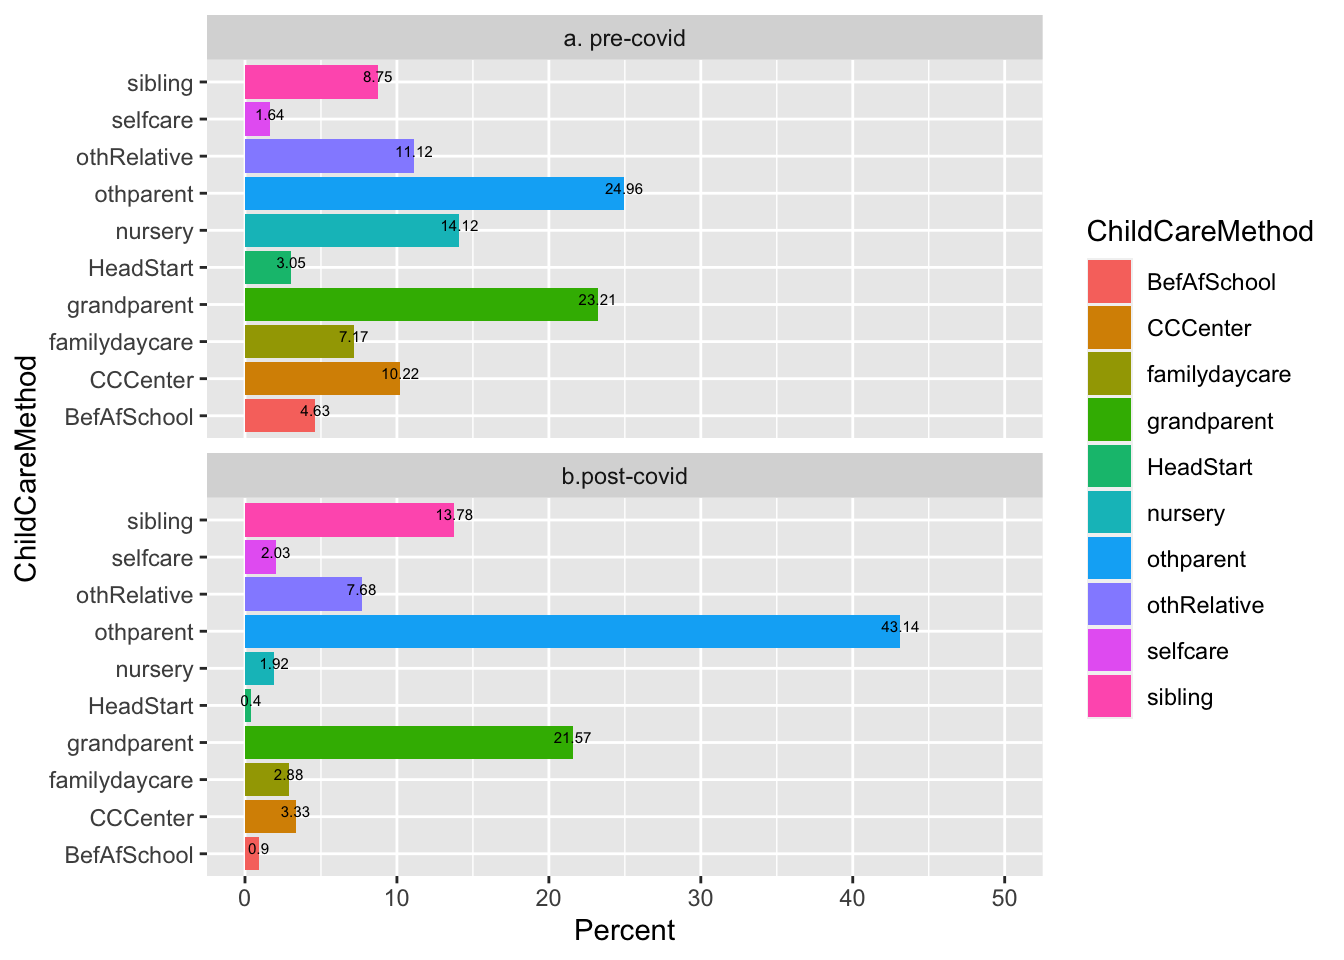 a. pre-covid
sibling 8.75
selfcare 1.64
othRelative 11.12
othparent 24.96
nursery 14.12
HeadStart 3.05
grandparent 23.21
familydaycare 7.17
CCCenter 10.22
BefAfSchool 4.63
b.post-covid
sibling 13.78
selfcare 2.03
othRelative 7.68
othparent 43.14
nursery 1.92
HeadStart 0.4
grandparent 21.57
familydaycare 2.88
CCCenter 3.33
BefAfSchool 0.9
0 10 20 30 40 50
Percent
ChildCareMethod
ChildCareMethod
BefAfSchool
CCCenter
familydaycare
grandparent
HeadStart
nursery
othparent
othRelative
selfcare
sibling